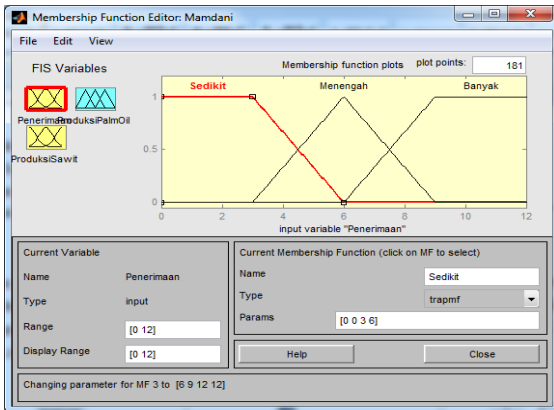 Membership Function Editor: Mamdani
File Edit View
FIS Variables
Membership function plots plot points: 181
Sedikit Menengah Banyak
Penerimaan ProduksiPalmOil
ProduksiSawit
1
0.5
0
0 2 4 6 8 10 12
input variable "Penerimaan"
Current Variable
Name Penerimaan
Type input
Range [0 12]
Display Range [0 12]
Current Membership Function (click on MF to select)
Name Sedikit
Type trapmf
Params [0 0 3 6]
Help Close
Changing parameter for MF 3 to [6 9 12 12]